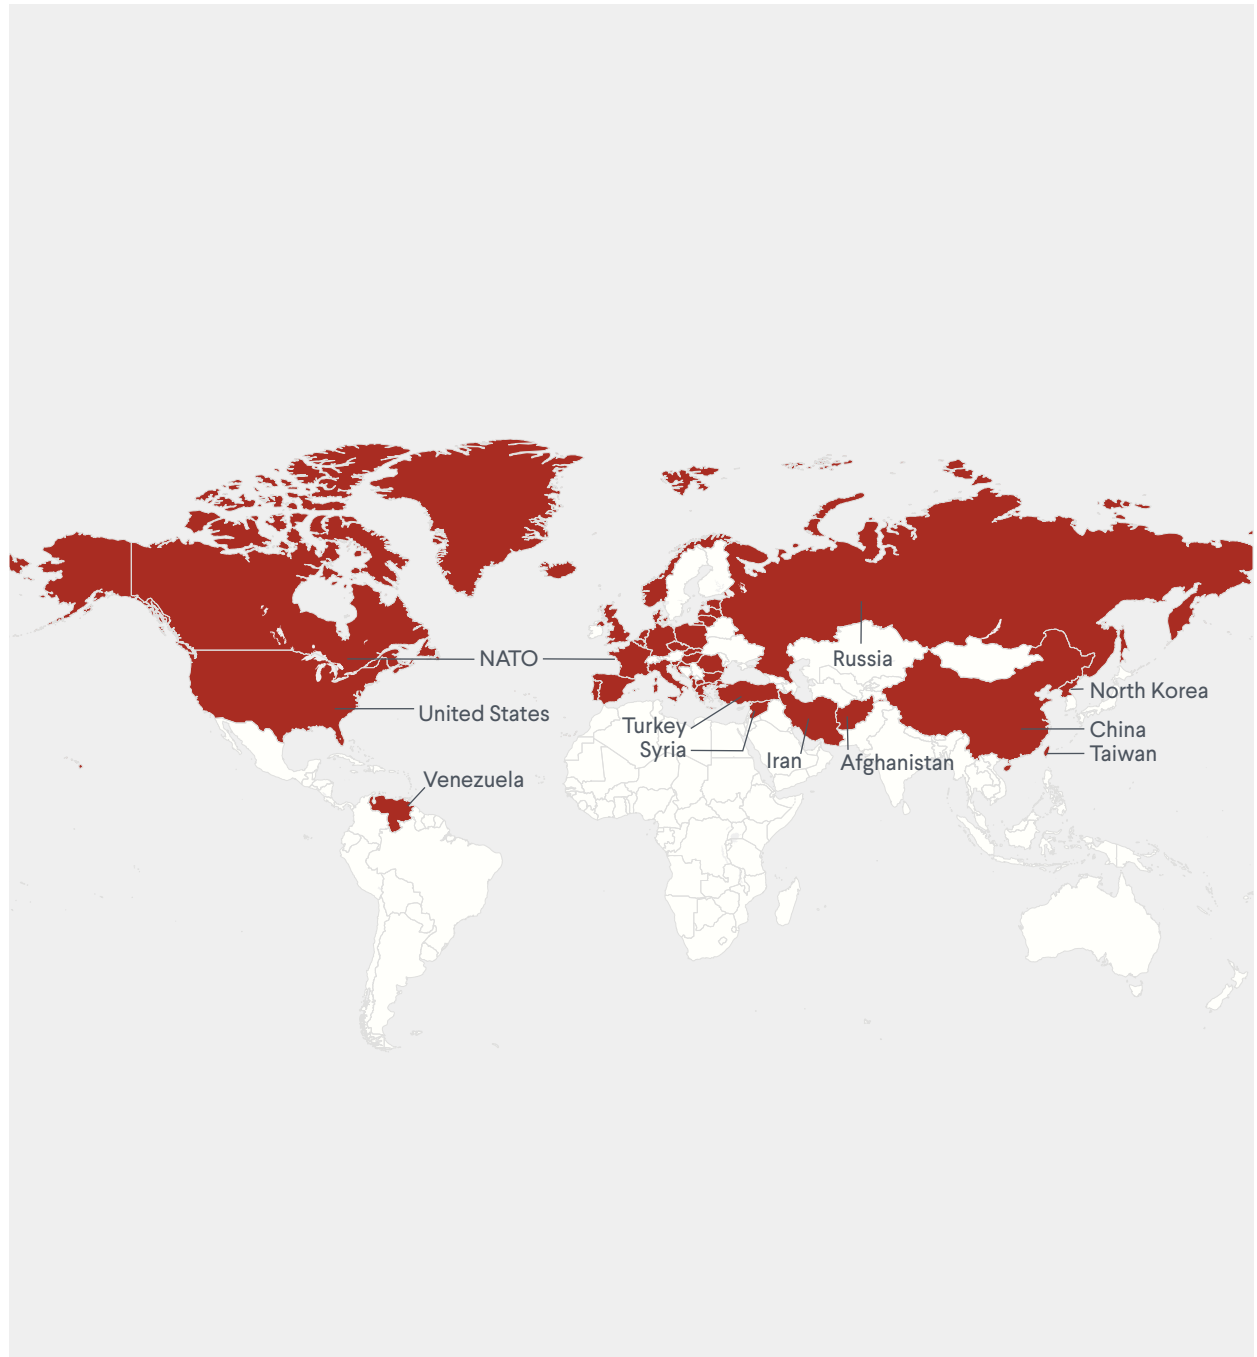 NATO
Russia
North Korea
United States
Turkey
China
Syria
Taiwan
Iran
Afghanistan
Venezuela